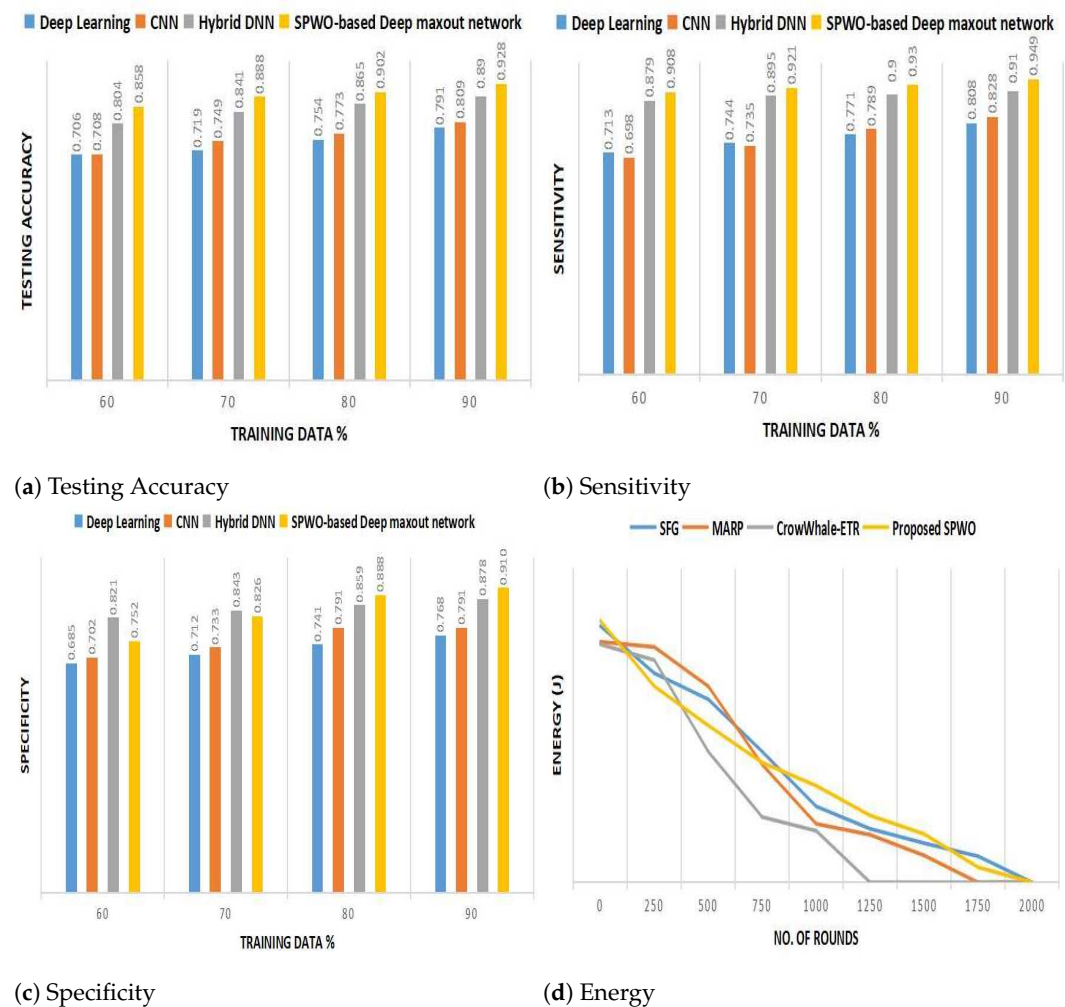 Deep Learning CNN Hybrid DNN SPWO-based Deep maxout network
TESTING ACCURACY
0.706 0.708 0.804 0.858 0.719 0.749 0.841 0.888 0.754 0.773 0.865 0.902 0.791 0.809 0.89 0.928
60 70 80 90
TRAINING DATA %
(a) Testing Accuracy
Deep Learning CNN Hybrid DNN SPWO-based Deep maxout network
SENSITIVITY
0.713 0.698 0.879 0.908 0.744 0.735 0.895 0.921 0.771 0.789 0.9 0.93 0.808 0.828 0.91 0.949
60 70 80 90
TRAINING DATA %
(b) Sensitivity
Deep Learning CNN Hybrid DNN SPWO-based Deep maxout network
SPECIFICITY
0.685 0.702 0.821 0.752 0.712 0.733 0.843 0.826 0.741 0.791 0.859 0.888 0.768 0.791 0.878 0.910
60 70 80 90
TRAINING DATA %
(c) Specificity
SFG MARP CrowWhale-ETR Proposed SPWO
ENERGY (J)
0 250 500 750 1000 1250 1500 1750 2000
NO. OF ROUNDS
(d) Energy